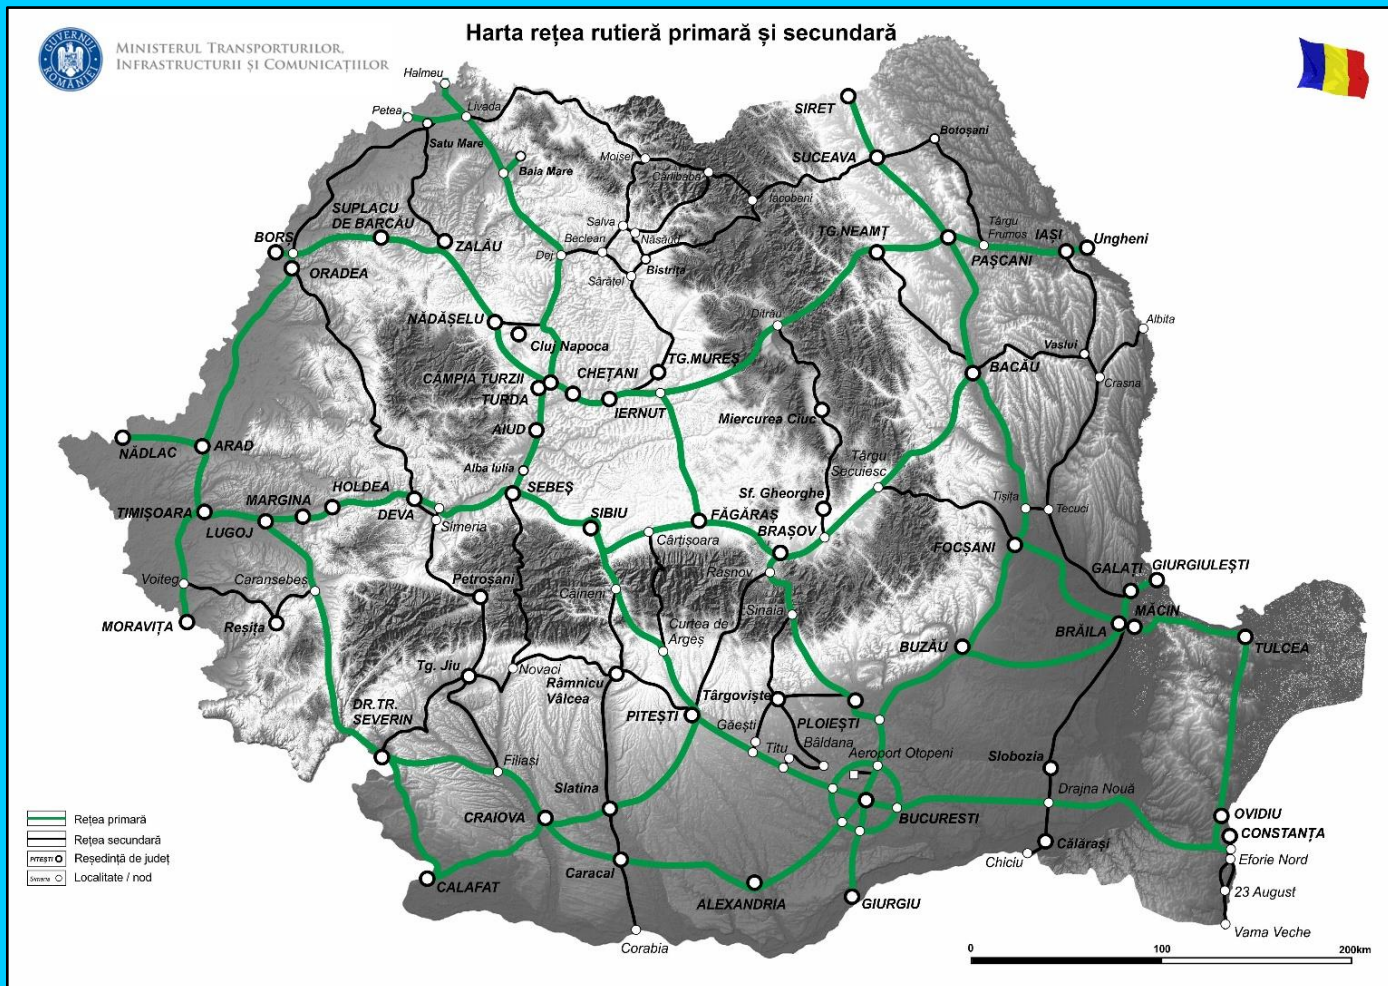 Harta rețea rutieră primară și secundară
GUVERNUL
ROMÂNIEI
MINISTERUL TRANSPORTURILOR,
INFRASTRUCTURII ȘI COMUNICAȚIILOR
Halmeu
Petea
Livada
Satu Mare
Baia Mare
Moisei
Cârlibaba
Iacobeni
SIRET
SUCEAVA
Botoșani
SUPLACU
DE BARCĂU
BORȘ
ORADEA
ZALĂU
Salva
Beclean
Năsăud
Dej
Bistrița
Sărățel
TG.NEAMȚ
Târgu
Frumos
IAȘI
Ungheni
PAȘCANI
NĂDĂȘELU
Cluj Napoca
Ditrău
Albita
Vaslui
BACĂU
Crasna
TG.MUREȘ
CÂMPIA TURZII
CHEȚANI
TURDA
IERNUT
Miercurea Ciuc
AIUD
NĂDLAC
ARAD
Alba Iulia
Târgu
Secuiesc
HOLDEA
MARGINA
SEBEȘ
Sf. Gheorghe
Tișița
Tecuci
TIMIȘOARA
LUGOJ
DEVA
Simeria
SIBIU
FĂGĂRAȘ
BRAȘOV
Cârțișoara
FOCȘANI
Voiteg
Caransebeș
Petroșani
Râșnov
Câineni
GALAȚI
GIURGIULEȘTI
MORAVIȚA
Reșița
Sinaia
Curtea de
Argeș
MĂCIN
BRĂILA
TULCEA
BUZĂU
Tg. Jiu
Novaci
Râmnicu
Vâlcea
DR.TR.
SEVERIN
PITEȘTI
Târgoviște
PLOIEȘTI
Găești
Titu
Băldana
Aeroport Otopeni
Filiași
Slobozia
Slatina
Drajna Nouă
CRAIOVA
BUCURESTI
OVIDIU
CONSTANȚA
Călărași
Chiciu
Eforie Nord
Caracal
CALAFAT
ALEXANDRIA
GIURGIU
23 August
Corabia
Vama Veche
Rețea primară
Rețea secundară
PITEȘTI
Reședință de județ
Simeria
Localitate / nod
0 100 200km